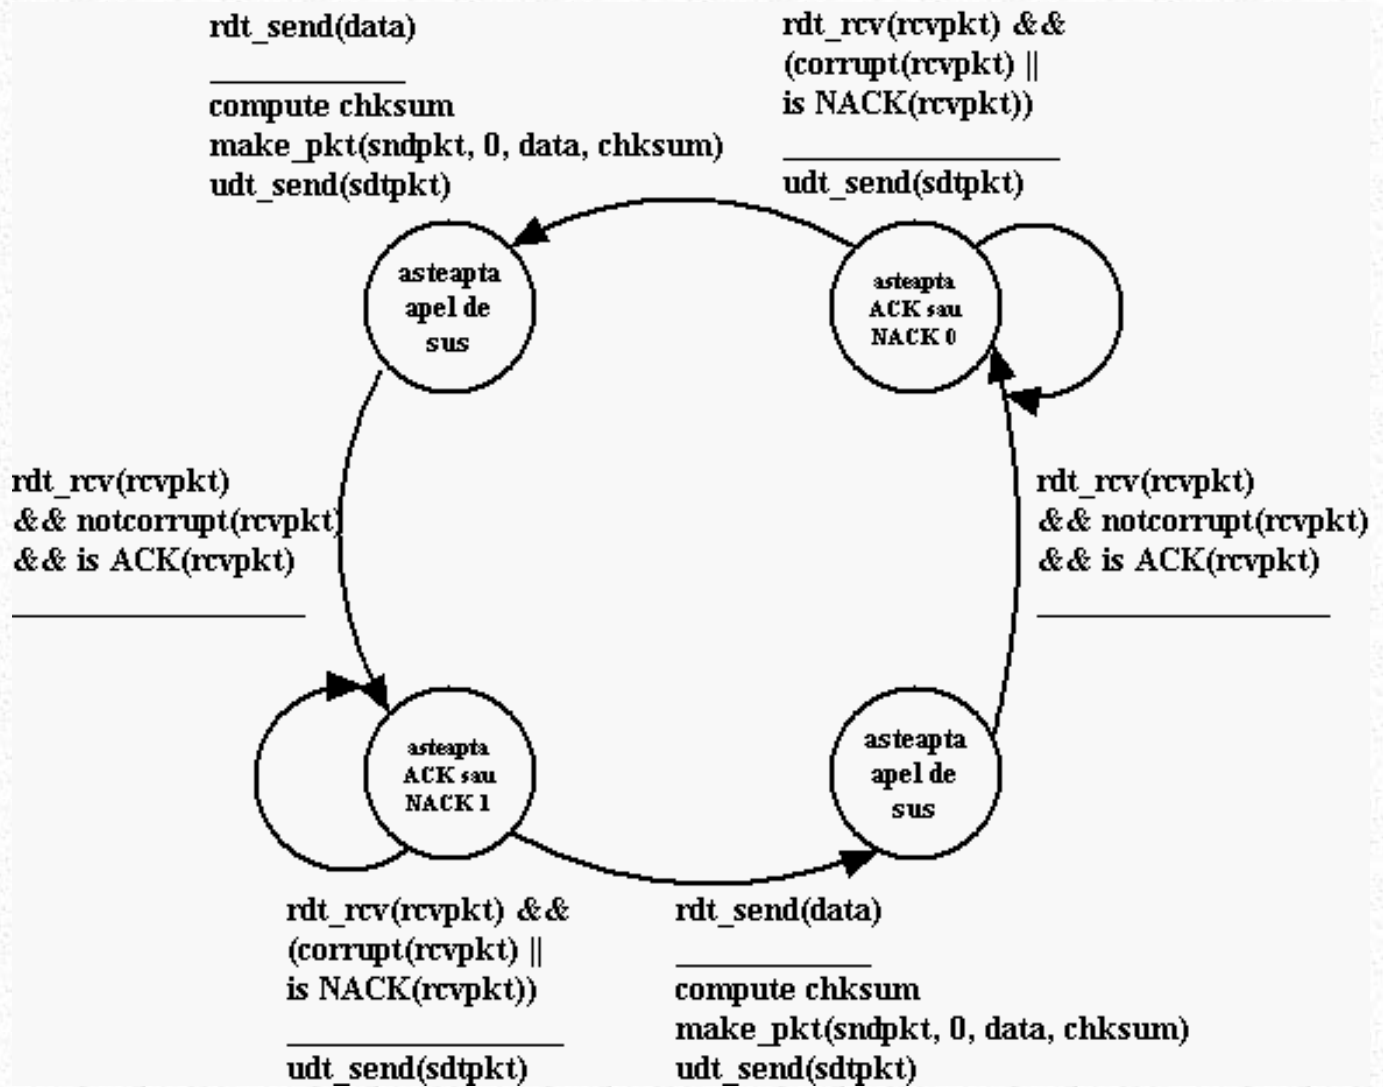 rdt_send(data)
compute chksum
make_pkt(sndpkt, 0, data, chksum)
udt_send(sdtpkt)
rdt_rcv(rcvpkt) &&
(corrupt(rcvpkt) ||
is NACK(rcvpkt))
udt_send(sdtpkt)
asteapta
apel de
sus
asteapta
ACK sau
NACK 0
rdt_rcv(rcvpkt)
&& notcorrupt(rcvpkt)
&& is ACK(rcvpkt)
rdt_rcv(rcvpkt)
&& notcorrupt(rcvpkt)
&& is ACK(rcvpkt)
asteapta
ACK sau
NACK 1
asteapta
apel de
sus
rdt_rcv(rcvpkt) &&
(corrupt(rcvpkt) ||
is NACK(rcvpkt))
udt_send(sdtpkt)
rdt_send(data)
compute chksum
make_pkt(sndpkt, 0, data, chksum)
udt_send(sdtpkt)